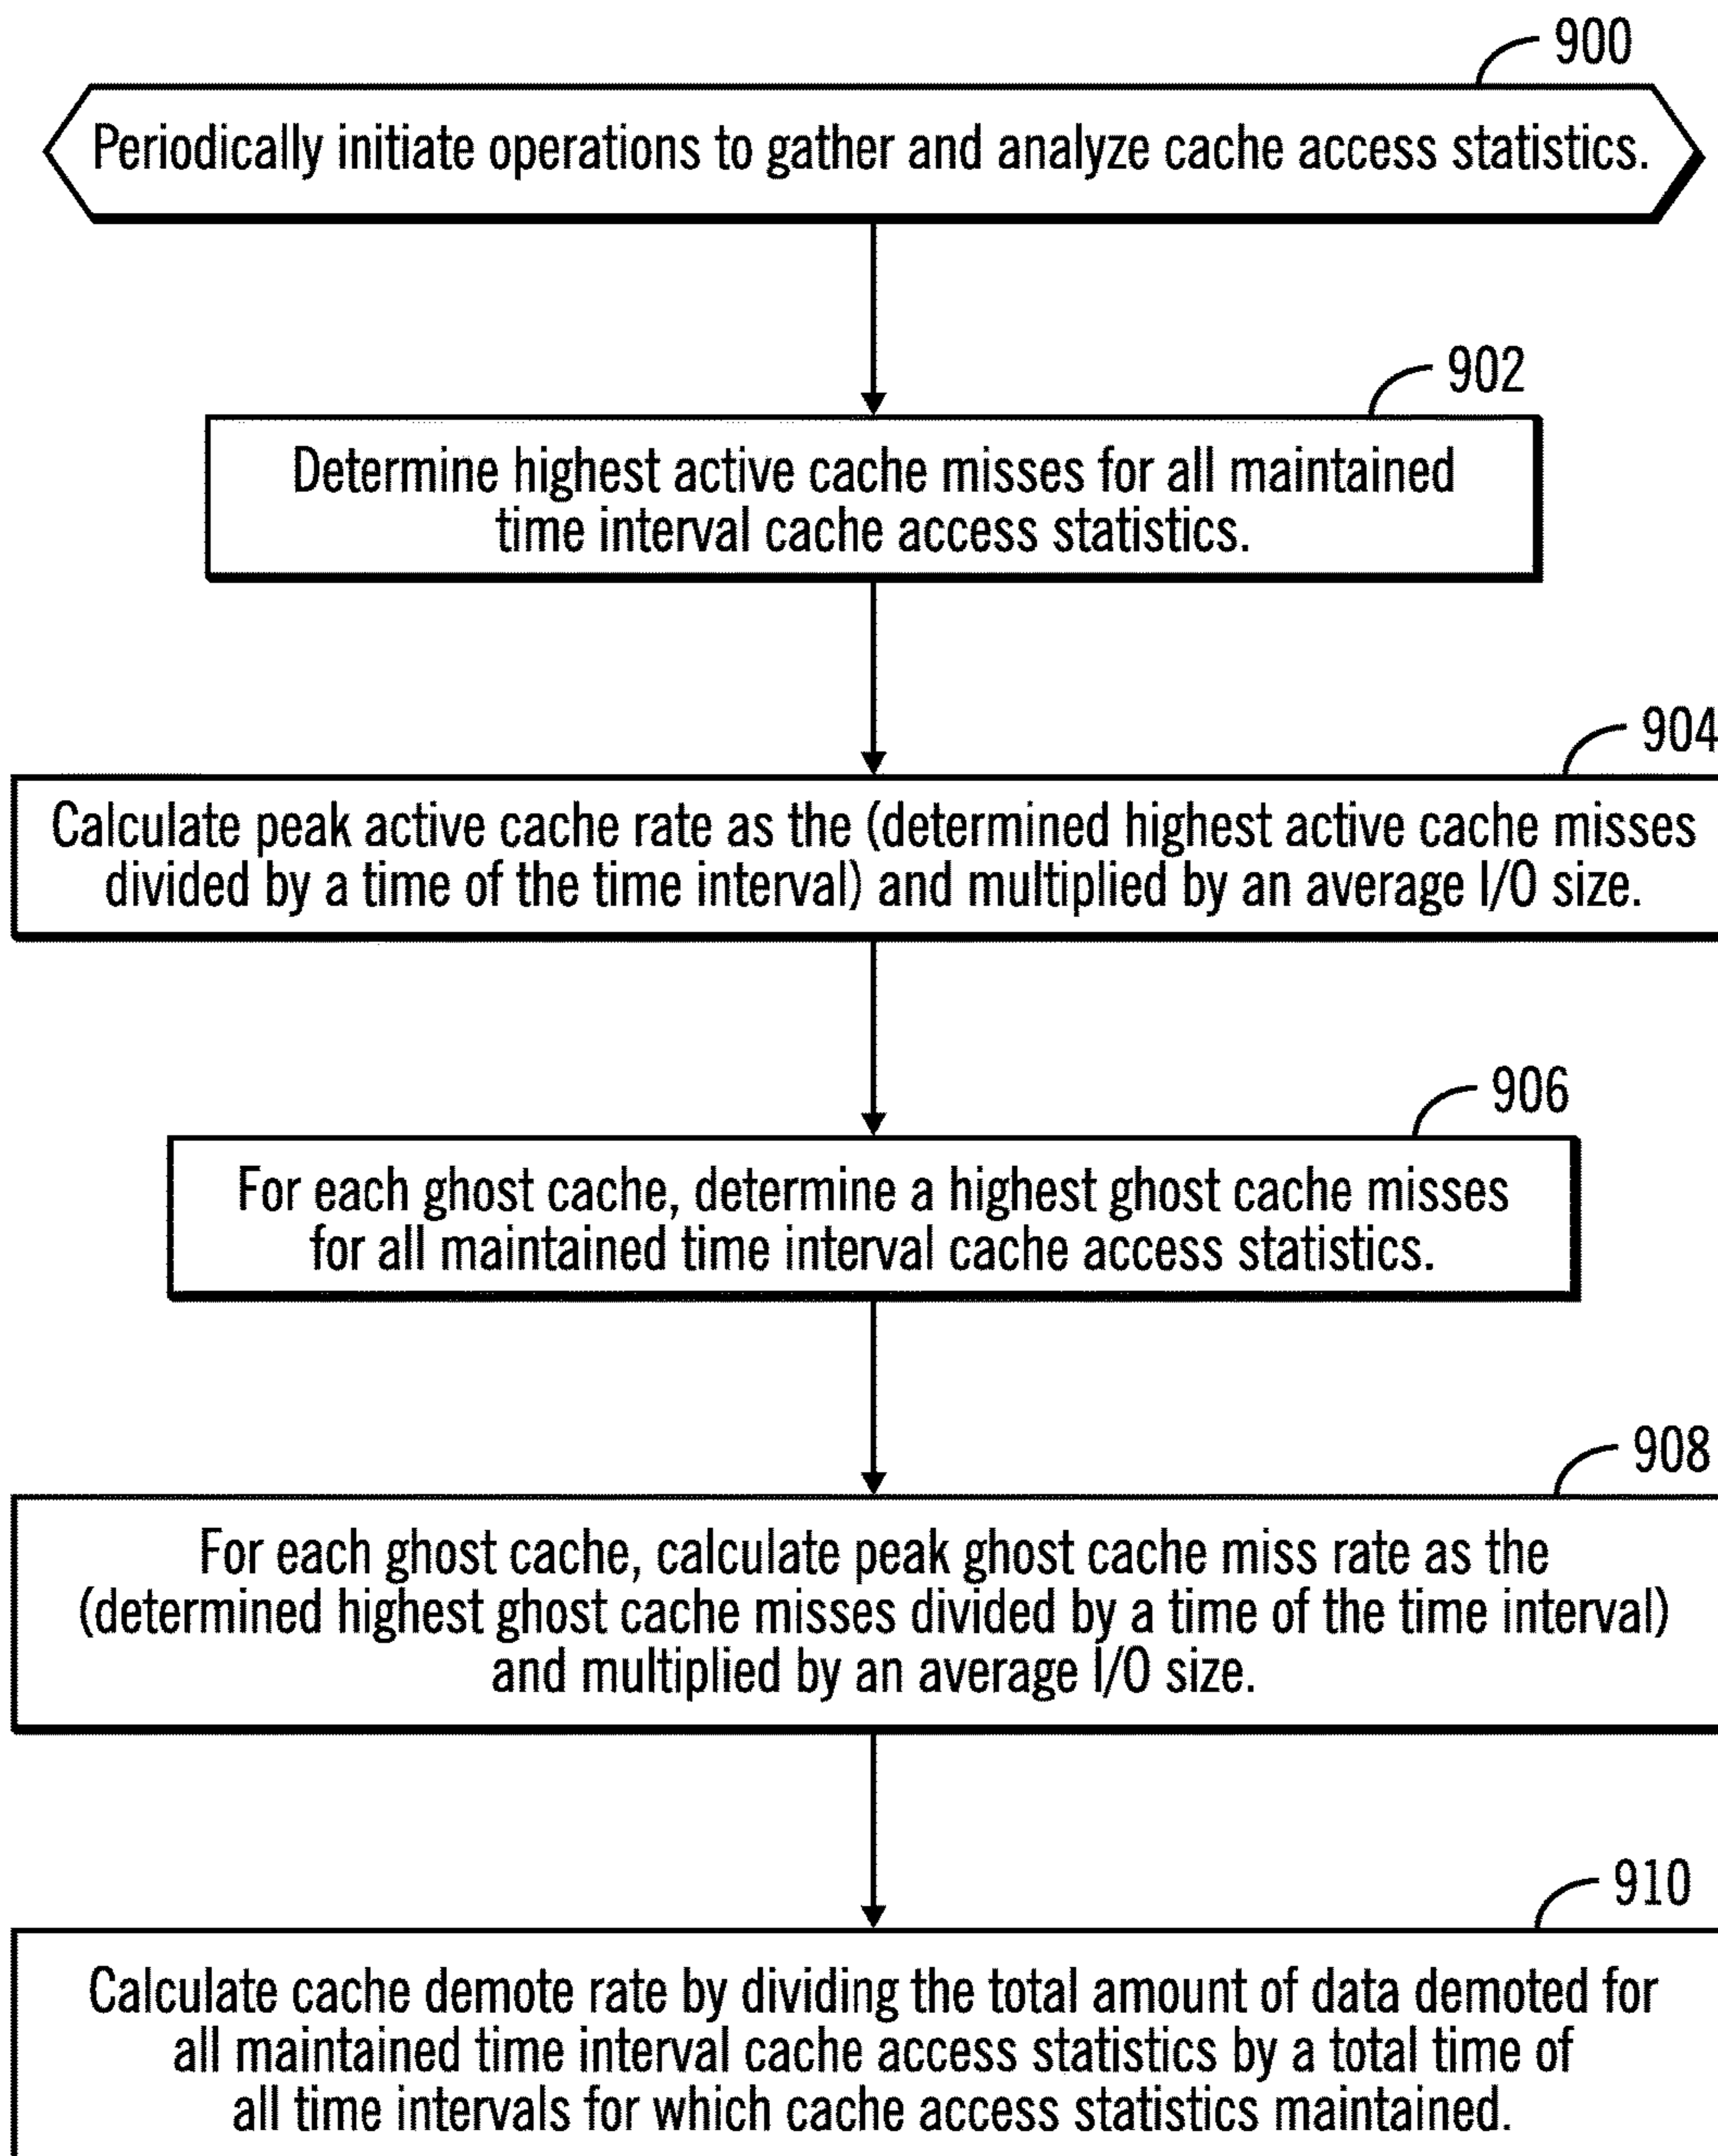 900
Periodically initiate operations to gather and analyze cache access statistics.
902
Determine highest active cache misses for all maintained
time interval cache access statistics.
904
Calculate peak active cache rate as the (determined highest active cache misses
divided by a time of the time interval) and multiplied by an average I/O size.
906
For each ghost cache, determine a highest ghost cache misses
for all maintained time interval cache access statistics.
908
For each ghost cache, calculate peak ghost cache miss rate as the
(determined highest ghost cache misses divided by a time of the time interval)
and multiplied by an average I/O size.
910
Calculate cache demote rate by dividing the total amount of data demoted for
all maintained time interval cache access statistics by a total time of
all time intervals for which cache access statistics maintained.